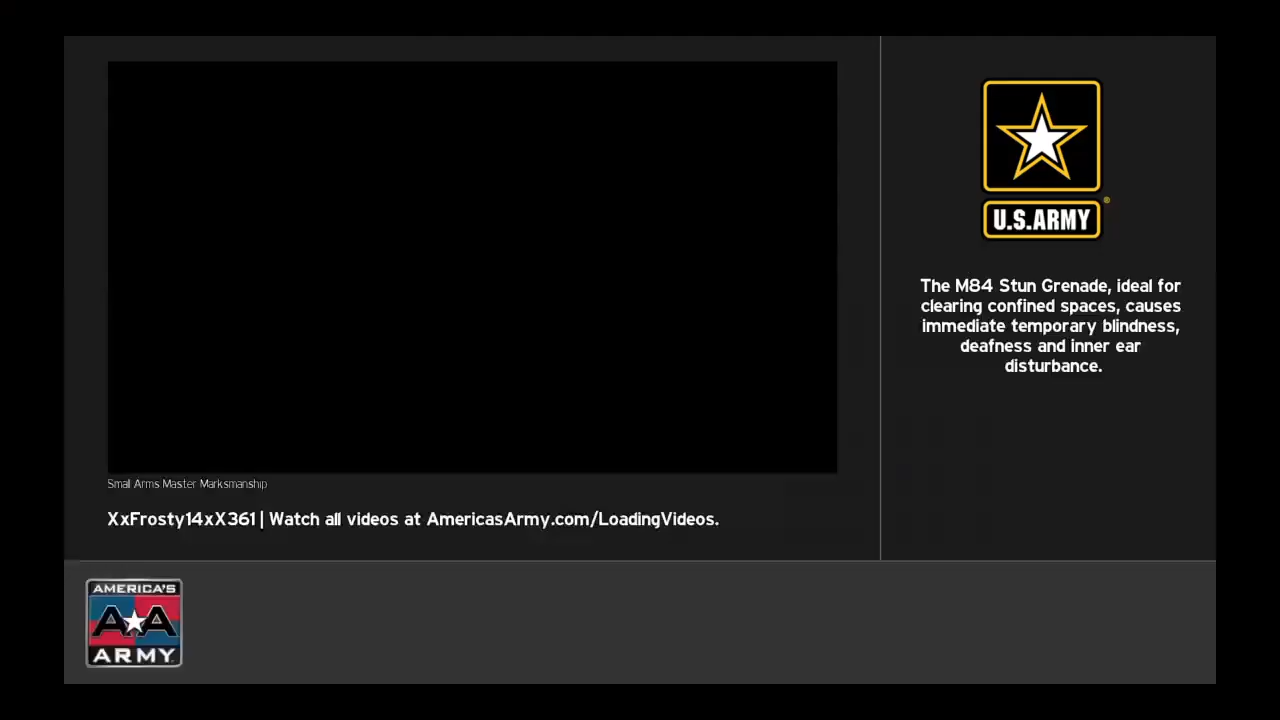 U.S.ARMY
®
The M84 Stun Grenade, ideal for
clearing confined spaces, causes
immediate temporary blindness,
deafness and inner ear
disturbance.
Small Arms Master Marksmanship
XxFrosty14xX361 | Watch all videos at AmericasArmy.com/LoadingVideos.
AMERICA'S
AA
ARMY